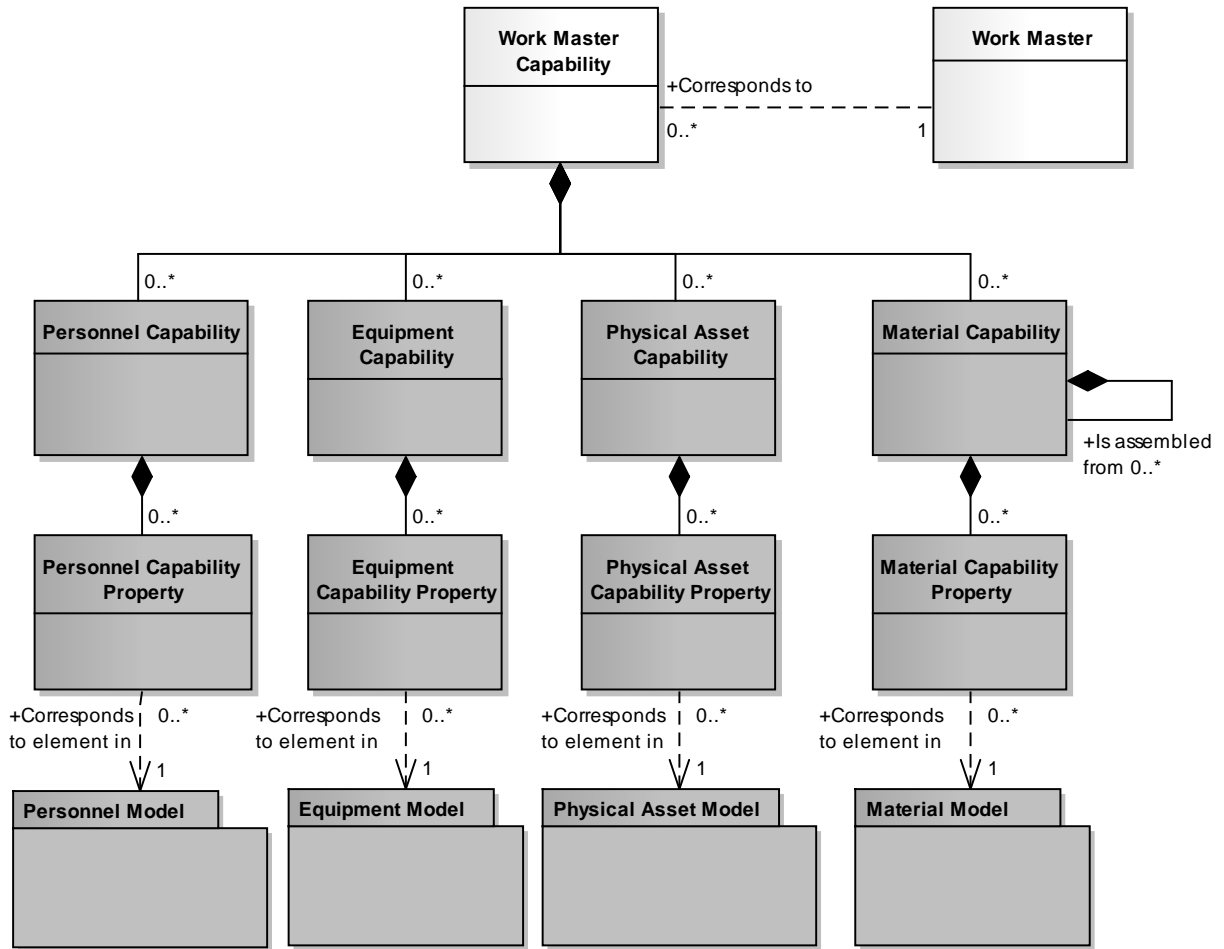 Work Master
Capability
Work Master
+Corresponds to
0..*
1
0..*
0..*
0..*
0..*
Personnel Capability
Equipment
Capability
Physical Asset
Capability
Material Capability
+Is assembled
from 0..*
0..*
0..*
0..*
0..*
Personnel Capability
Property
Equipment
Capability Property
Physical Asset
Capability Property
Material Capability
Property
+Corresponds
to element in
0..*
1
+Corresponds
to element in
0..*
1
+Corresponds
to element in
0..*
1
+Corresponds
to element in
0..*
1
Personnel Model
Equipment Model
Physical Asset Model
Material Model